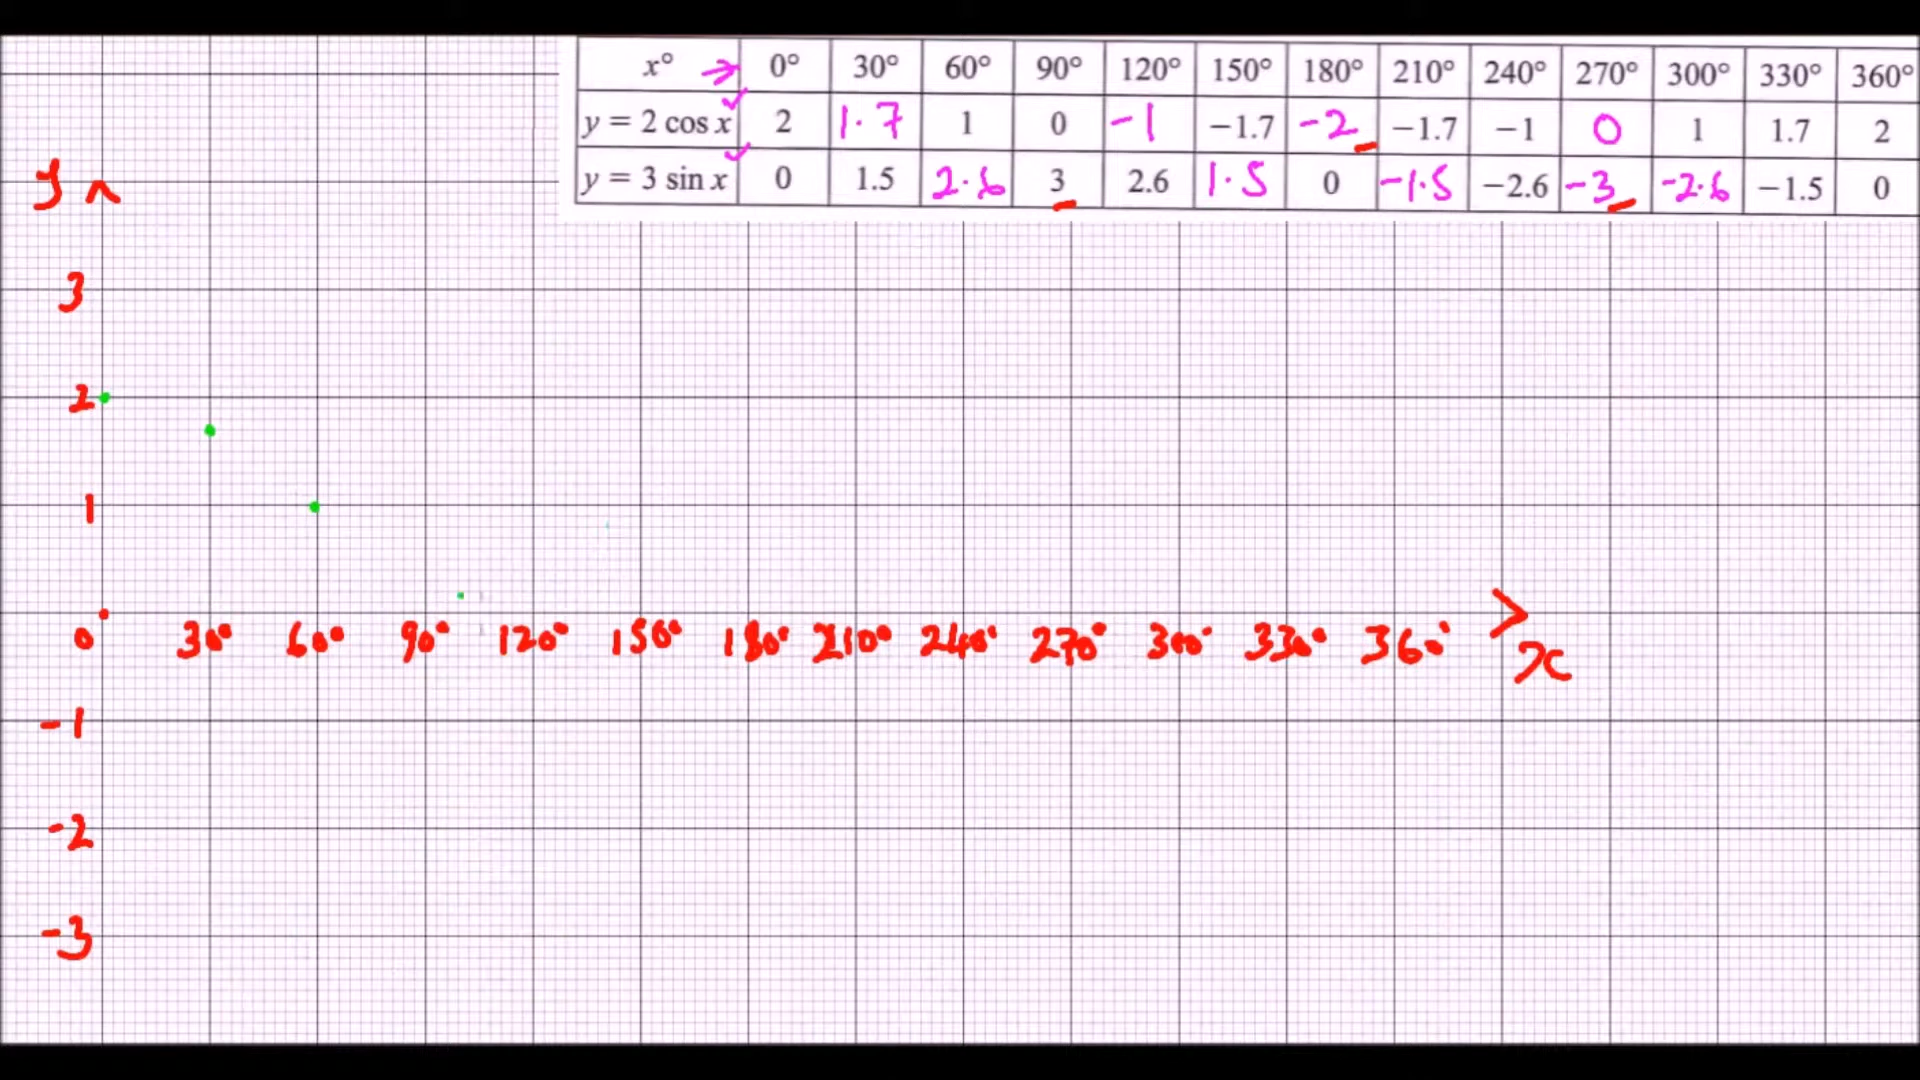 x° → 0° 30° 60° 90° 120° 150° 180° 210° 240° 270° 300° 330° 360°
y = 2 cos x 2 1.7 1 0 -1 −1.7 -2 −1.7 −1 0 1 1.7 2
y = 3 sin x 0 1.5 2.6 3 2.6 1.5 0 -1.5 −2.6 -3 -2.6 −1.5 0
y
3
2
1
0 30° 60° 90° 120° 150° 180° 210° 240° 270° 300° 330° 360°
x
-1
-2
-3